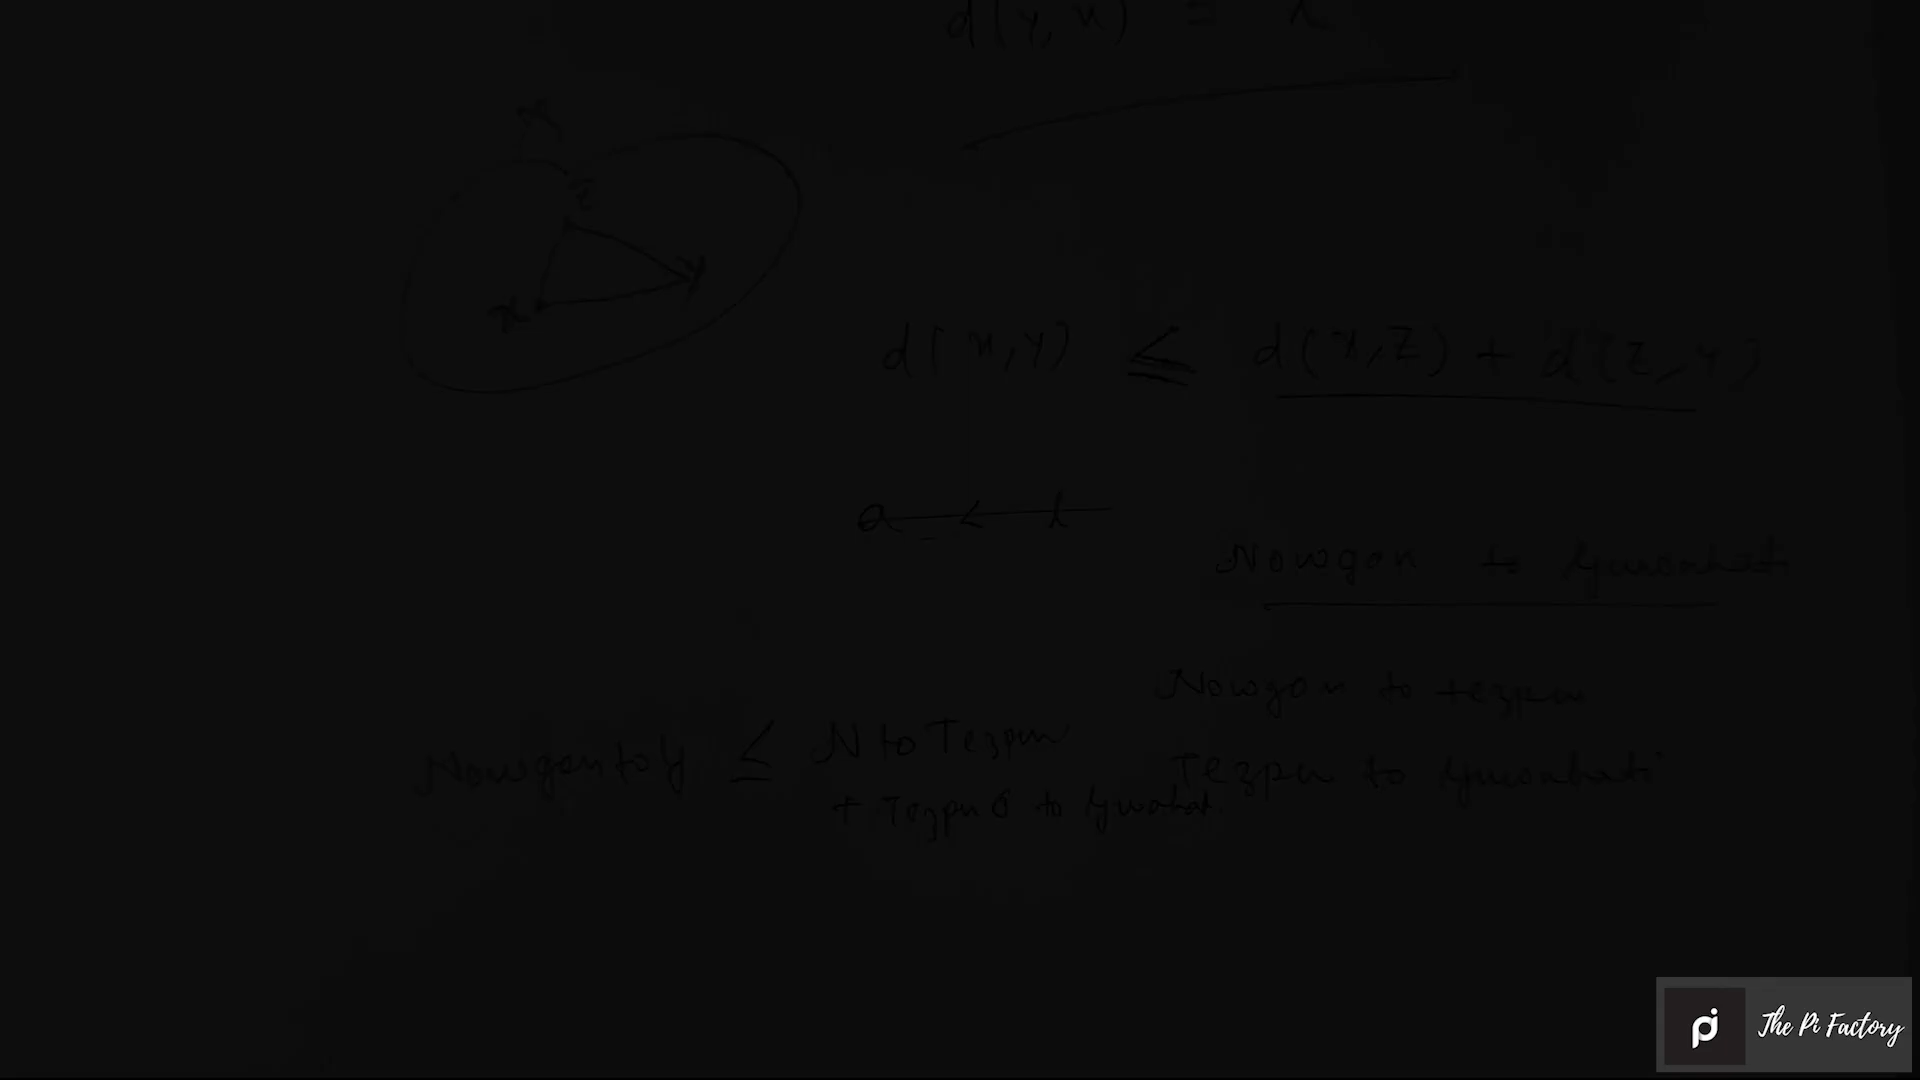 d(y, x) =
X
z
x y
d(x, y) ≤ d(x, z) + d(z, y)
a < b
Nowgon to Guwahati
Nowgon to tezpur
Tezpur to Guwahati
Nowgon to G ≤ N to Tezpur
+ Tezpur to Guwahati
The Pi Factory